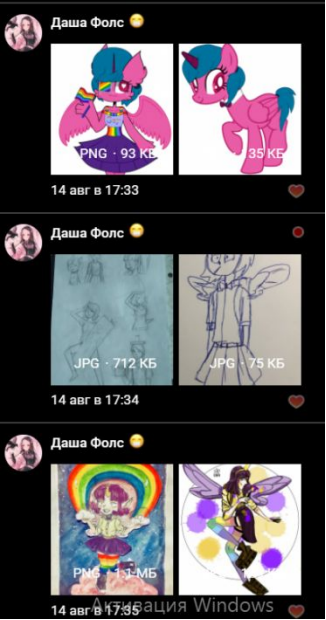 Даша Фолс
PNG · 93 КБ
35 КБ
14 авг в 17:33
Даша Фолс
JPG · 712 КБ
JPG · 75 КБ
14 авг в 17:34
Даша Фолс
PNG · 1.1 МБ
14 авг в 17:35
Активация Windows